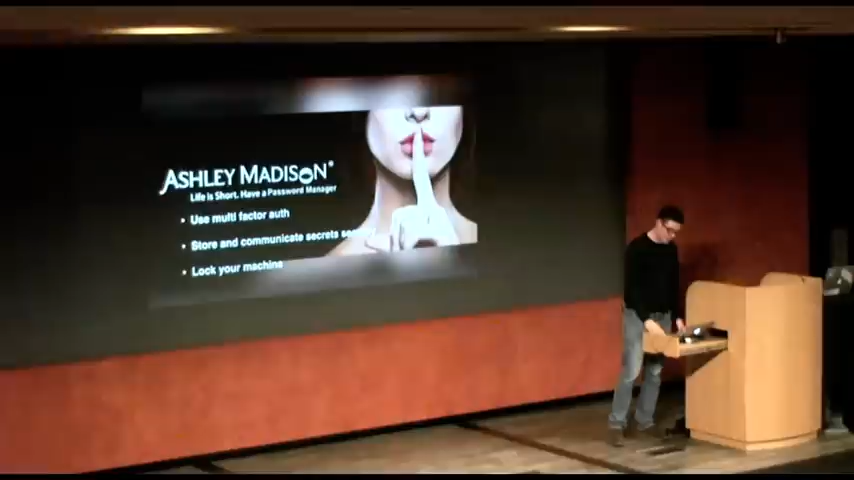 ASHLEY MADISON®
Life is Short. Have a Password Manager
• Use multi factor auth
• Store and communicate secrets
• Lock your machine